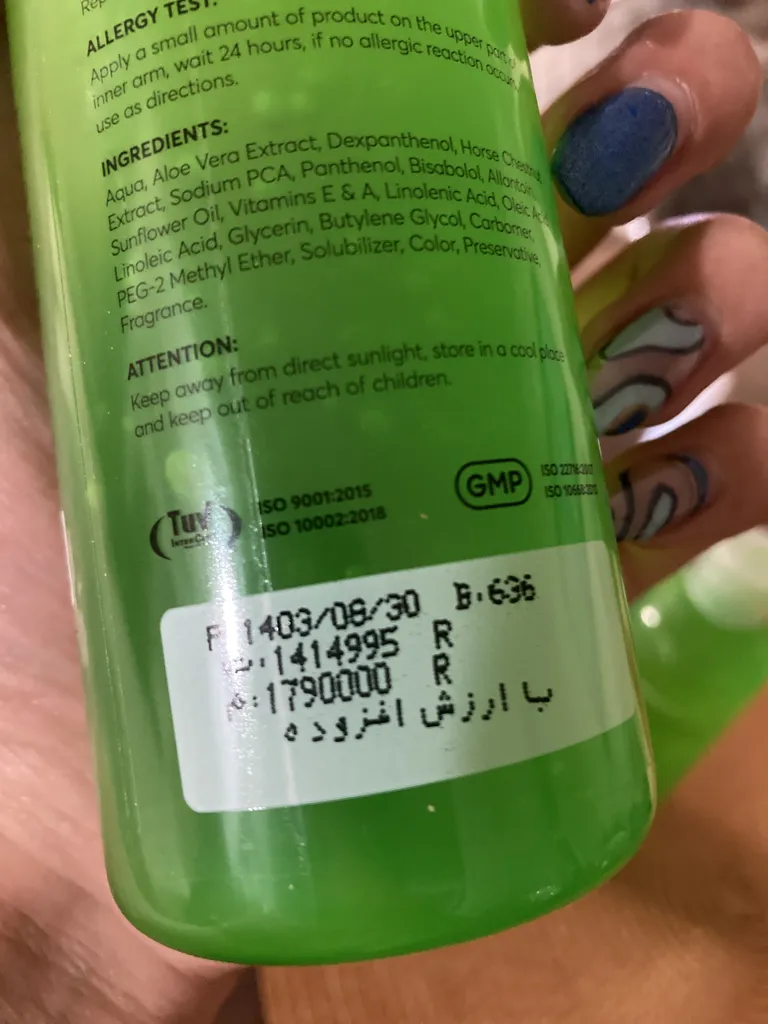 ALLERGY TEST:
Apply a small amount of product on the upper part of
inner arm, wait 24 hours, if no allergic reaction occurs
use as directions.
INGREDIENTS:
Aqua, Aloe Vera Extract, Dexpanthenol, Horse Chestnut
Extract, Sodium PCA, Panthenol, Bisabolol, Allantoin,
Sunflower Oil, Vitamins E & A, Linolenic Acid, Oleic Acid
Linoleic Acid, Glycerin, Butylene Glycol, Carbomer,
PEG-2 Methyl Ether, Solubilizer, Color, Preservative,
Fragrance.
ATTENTION:
Keep away from direct sunlight, store in a cool place
and keep out of reach of children.
TUV
ISO 9001:2015
ISO 10002:2018
GMP
1403/08/30 B:636
ت:1414995 R
م:1790000 R
با ارزش افزوده